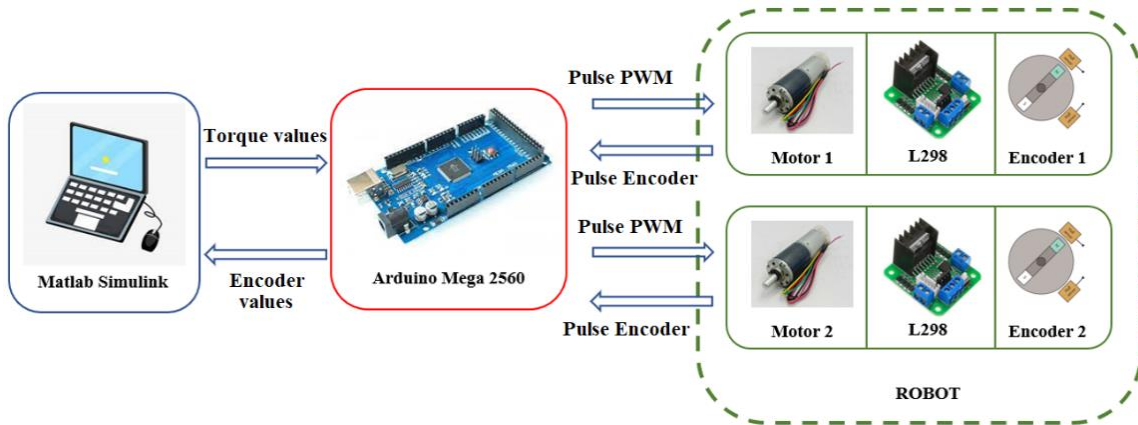 Matlab Simulink
Torque values
Encoder
values
Arduino Mega 2560
Pulse PWM
Pulse Encoder
Pulse PWM
Pulse Encoder
Motor 1
L298
Encoder 1
Motor 2
L298
Encoder 2
ROBOT